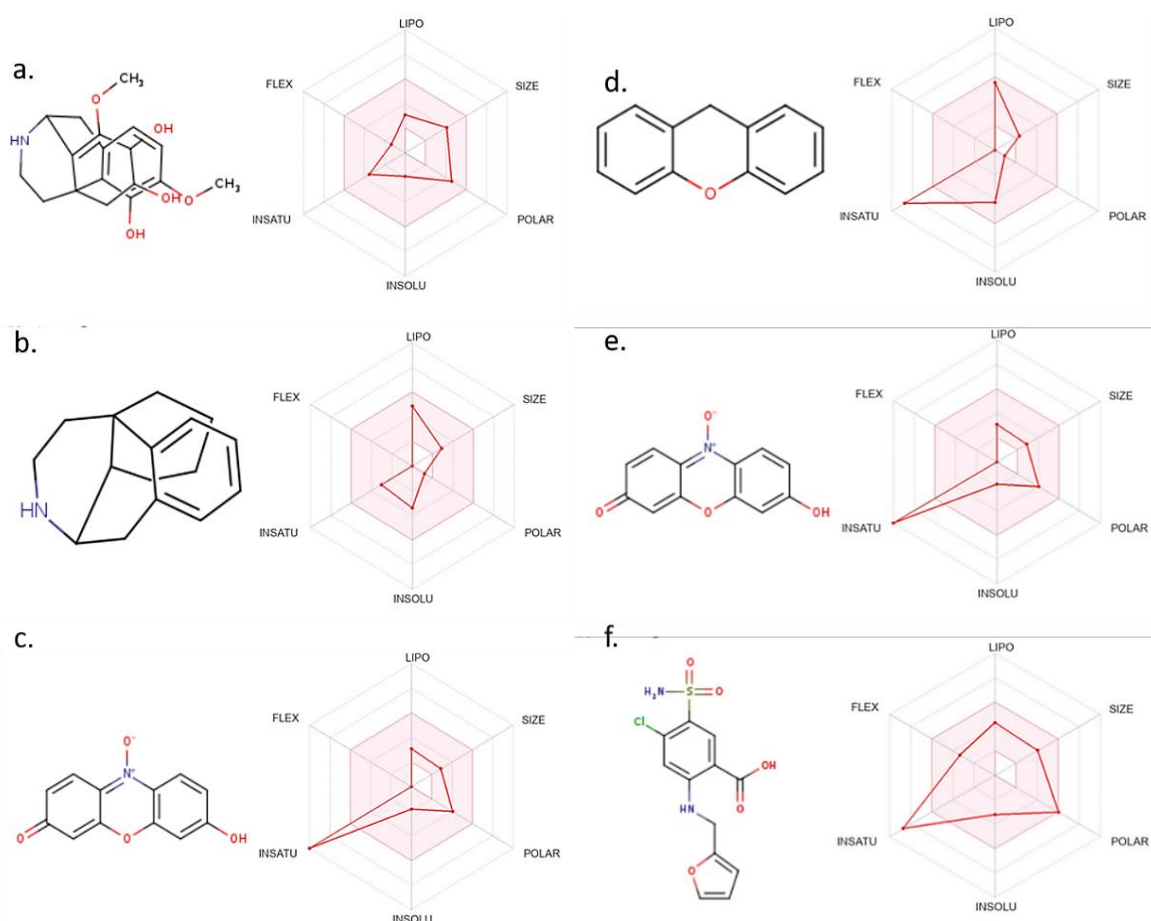 a.
CH₃
O
OH
HN
CH₃
OH
O
OH
LIPO
FLEX
SIZE
INSATU
POLAR
INSOLU
b.
HN
LIPO
FLEX
SIZE
INSATU
POLAR
INSOLU
c.
O⁻
N⁺
O
O
OH
LIPO
FLEX
SIZE
INSATU
POLAR
INSOLU
d.
O
LIPO
FLEX
SIZE
INSATU
POLAR
INSOLU
e.
O⁻
N⁺
O
O
OH
LIPO
FLEX
SIZE
INSATU
POLAR
INSOLU
f.
O
H₂N
S
O
Cl
OH
O
HN
O
LIPO
FLEX
SIZE
INSATU
POLAR
INSOLU